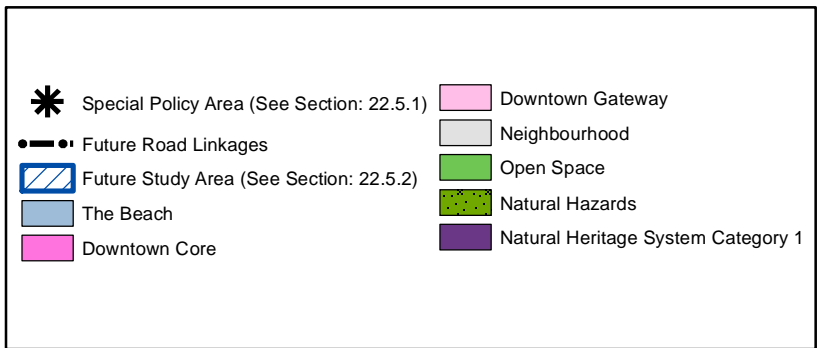 Special Policy Area (See Section: 22.5.1)
Future Road Linkages
Future Study Area (See Section: 22.5.2)
The Beach
Downtown Core
Downtown Gateway
Neighbourhood
Open Space
Natural Hazards
Natural Heritage System Category 1